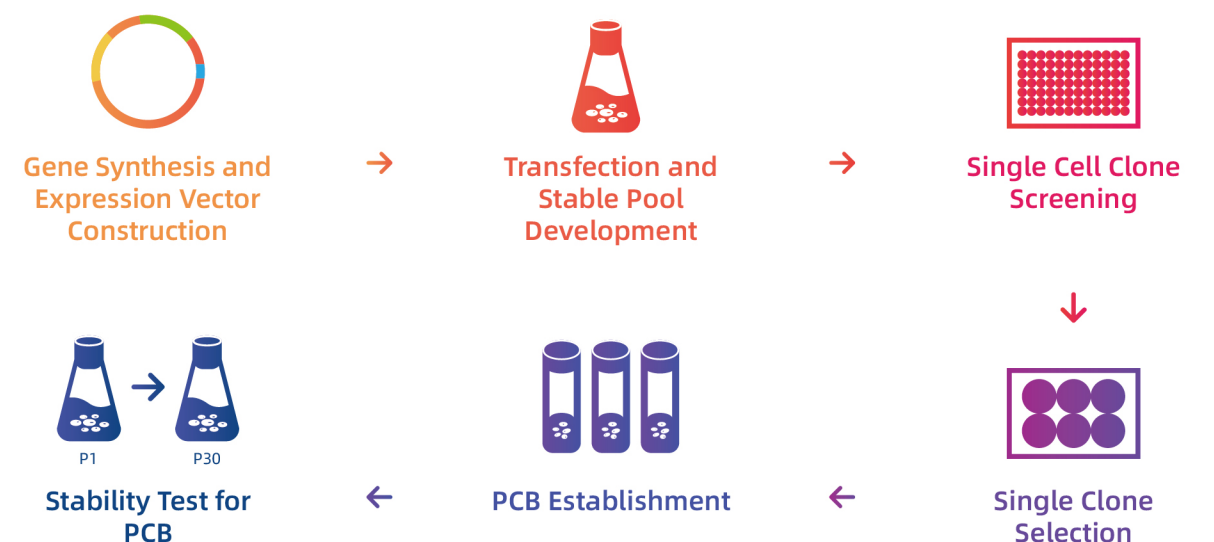 Gene Synthesis and
Expression Vector
Construction
Transfection and
Stable Pool
Development
Single Cell Clone
Screening
Single Clone
Selection
PCB Establishment
P1
P30
Stability Test for
PCB